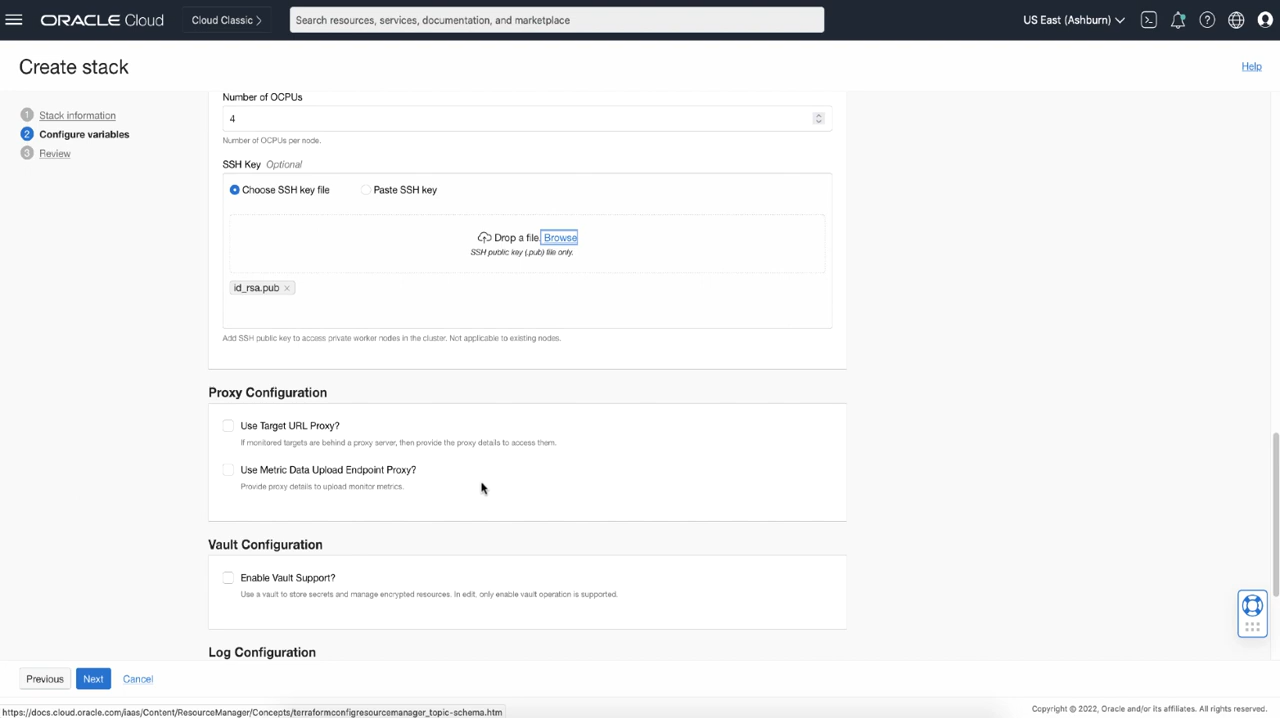 ORACLE Cloud
Cloud Classic >
Search resources, services, documentation, and marketplace
US East (Ashburn)
Create stack
Help
1 Stack information
2 Configure variables
3 Review
Number of OCPUs
4
Number of OCPUs per node.
SSH Key Optional
Choose SSH key file
Paste SSH key
Drop a file. Browse
SSH public key (.pub) file only.
id_rsa.pub ×
Add SSH public key to access private worker nodes in the cluster. Not applicable to existing nodes.
Proxy Configuration
Use Target URL Proxy?
If monitored targets are behind a proxy server, then provide the proxy details to access them.
Use Metric Data Upload Endpoint Proxy?
Provide proxy details to upload monitor metrics.
Vault Configuration
Enable Vault Support?
Use a vault to store secrets and manage encrypted resources. In edit, only enable vault operation is supported.
Log Configuration
Previous
Next
Cancel
https://docs.cloud.oracle.com/iaas/Content/ResourceManager/Concepts/terraformconfigresourcemanager_topic-schema.htm
Copyright © 2022, Oracle and/or its affiliates. All rights reserved.